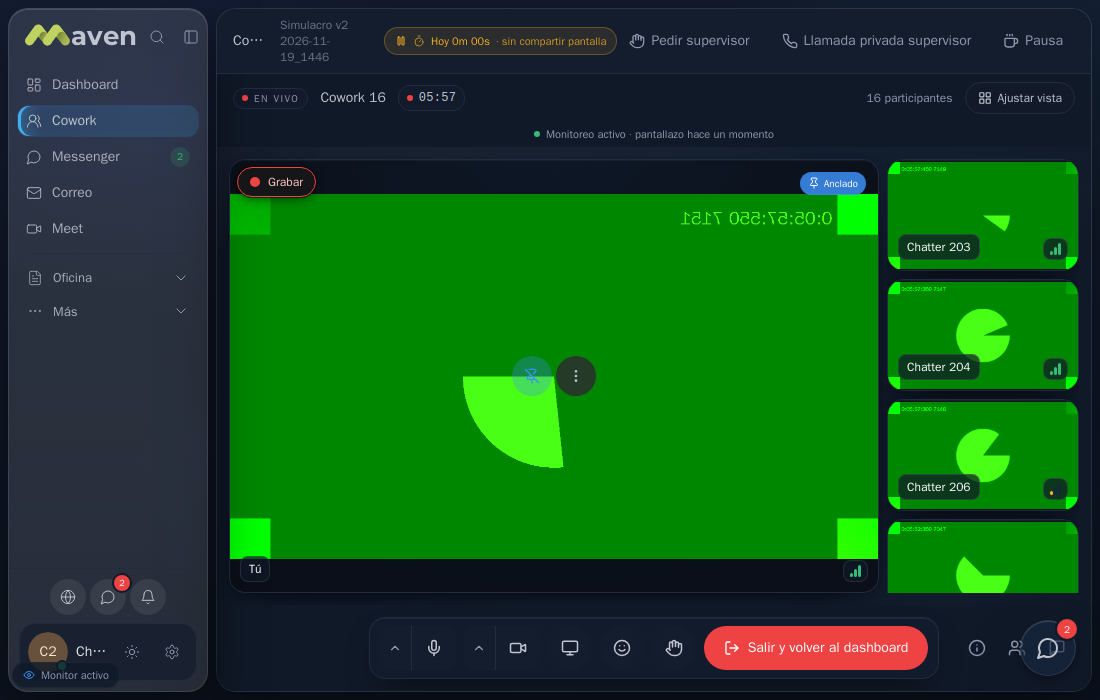 Maven
Dashboard
Cowork
Messenger
2
Correo
Meet
Oficina
Más
2
C2
Ch···
Monitor activo
Co···
Simulacro v2
2026-11-
19_1446
Hoy 0m 00s · sin compartir pantalla
Pedir supervisor
Llamada privada supervisor
Pausa
EN VIVO
Cowork 16
05:57
16 participantes
Ajustar vista
Monitoreo activo · pantallazo hace un momento
Grabar
Anclado
0:05:57:550 7151
Tú
Chatter 203
Chatter 204
Chatter 206
Salir y volver al dashboard
2